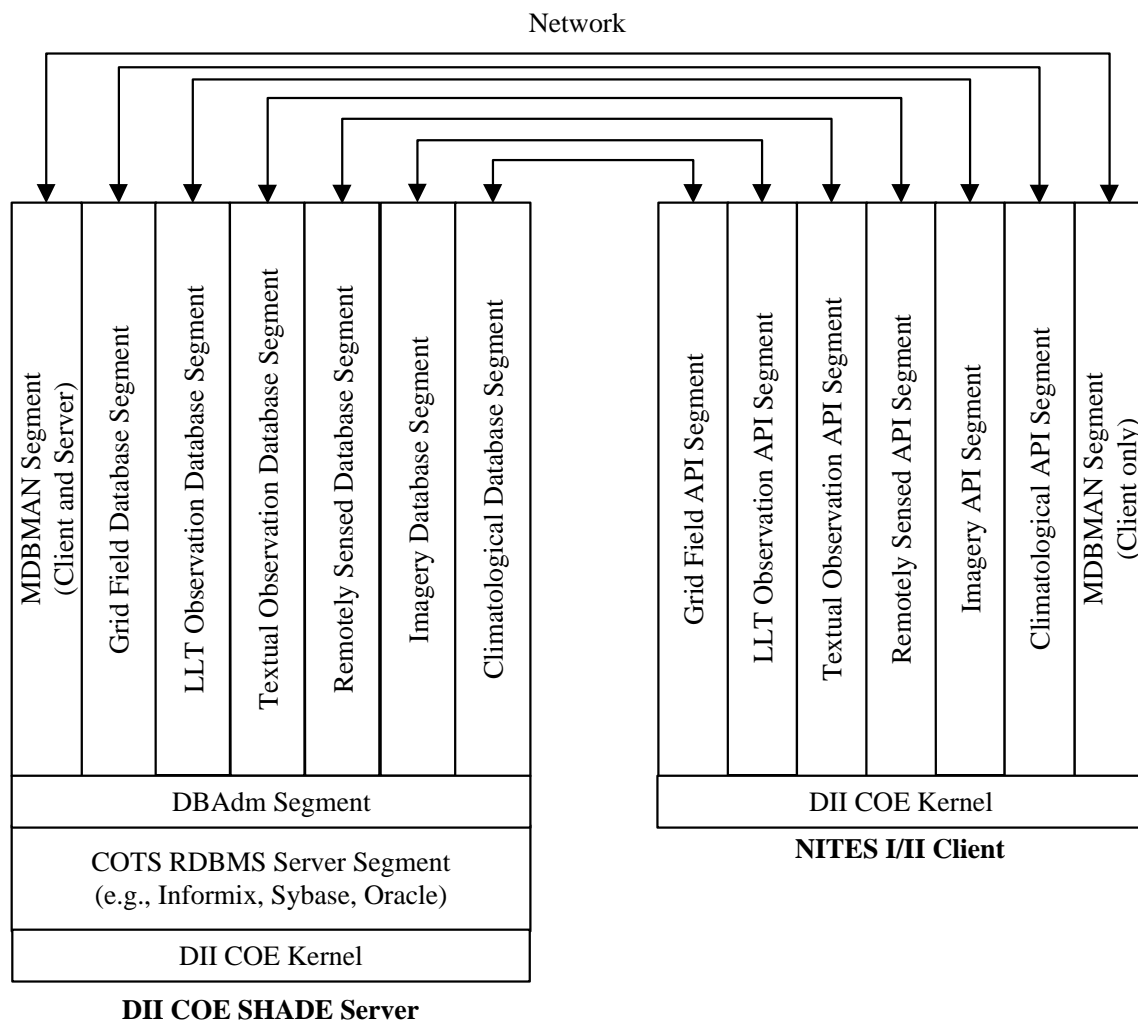 Network
MDBMAN Segment
(Client and Server)
Grid Field Database Segment
LLT Observation Database Segment
Textual Observation Database Segment
Remotely Sensed Database Segment
Imagery Database Segment
Climatological Database Segment
DBAdm Segment
COTS RDBMS Server Segment
(e.g., Informix, Sybase, Oracle)
DII COE Kernel
DII COE SHADE Server
Grid Field API Segment
LLT Observation API Segment
Textual Observation API Segment
Remotely Sensed API Segment
Imagery API Segment
Climatological API Segment
MDBMAN Segment
(Client only)
DII COE Kernel
NITES I/II Client